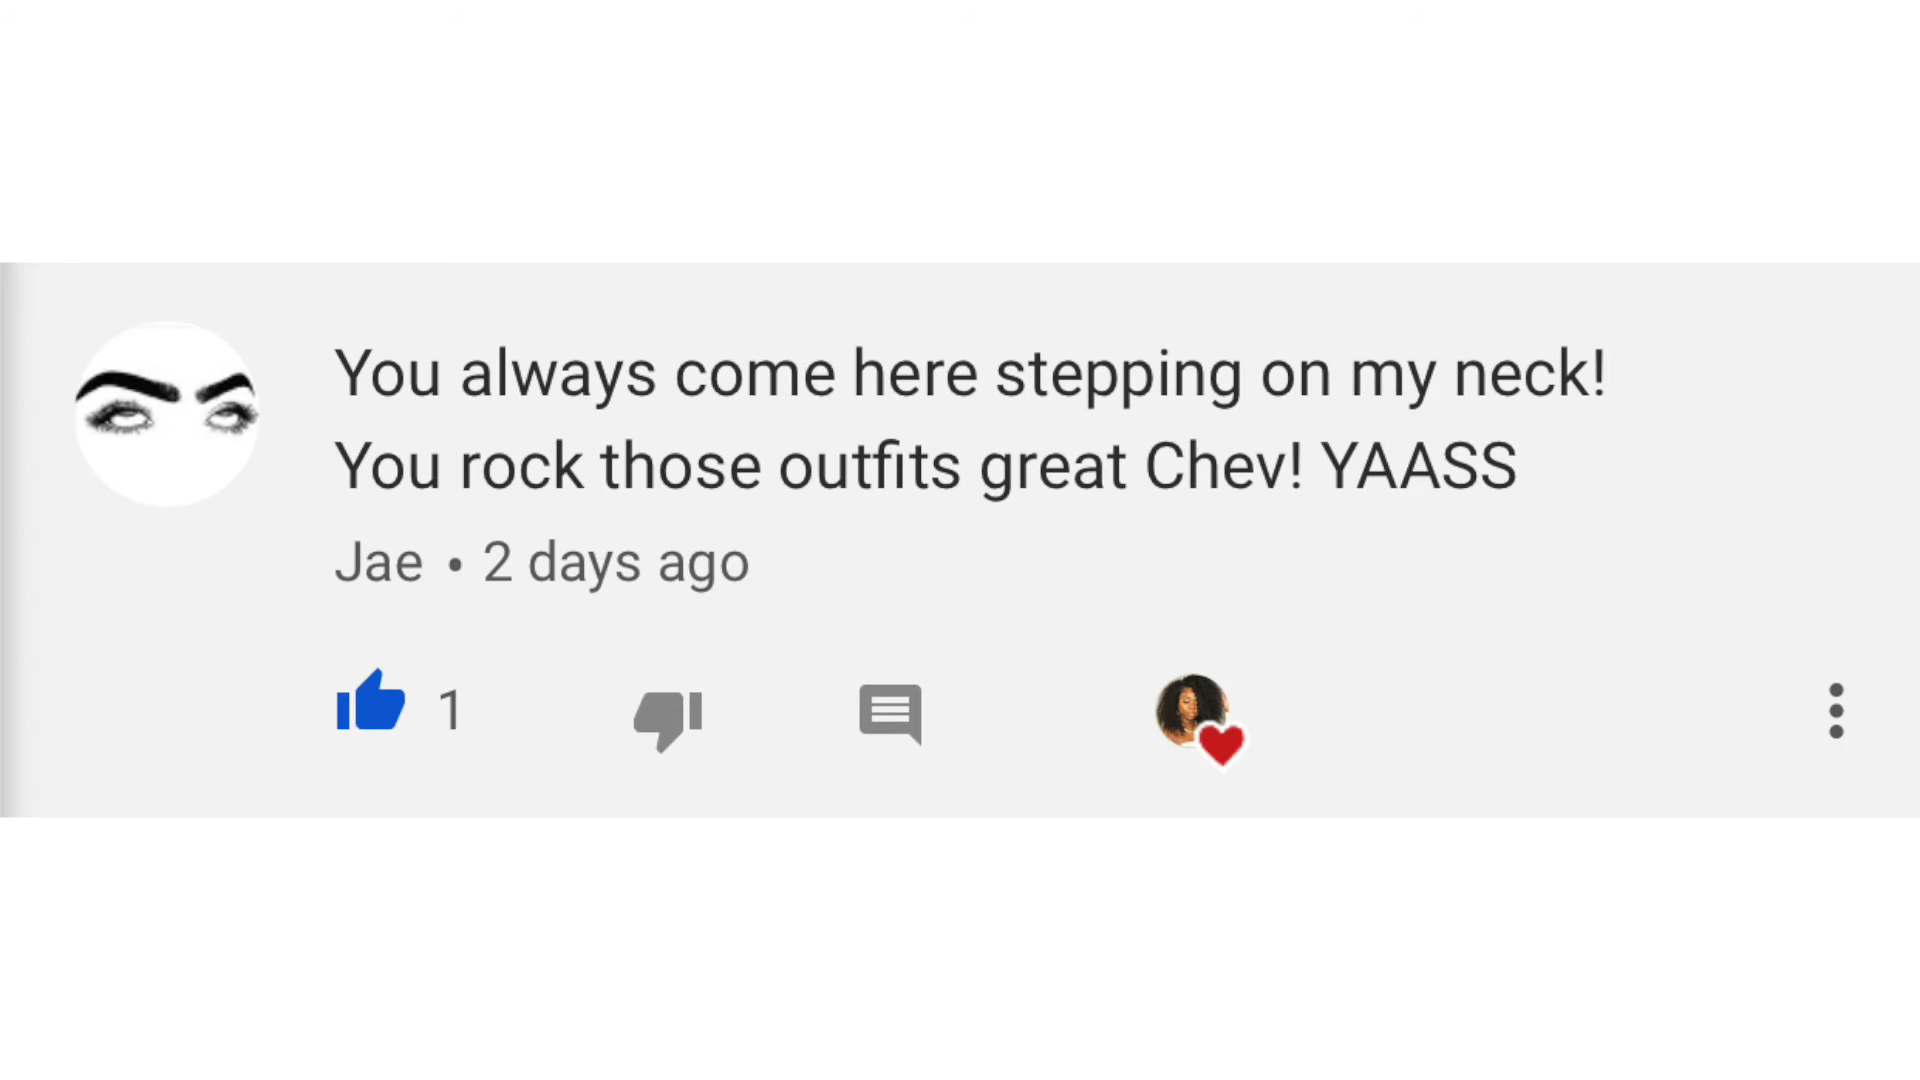 You always come here stepping on my neck!
You rock those outfits great Chev! YAASS
Jae • 2 days ago
1